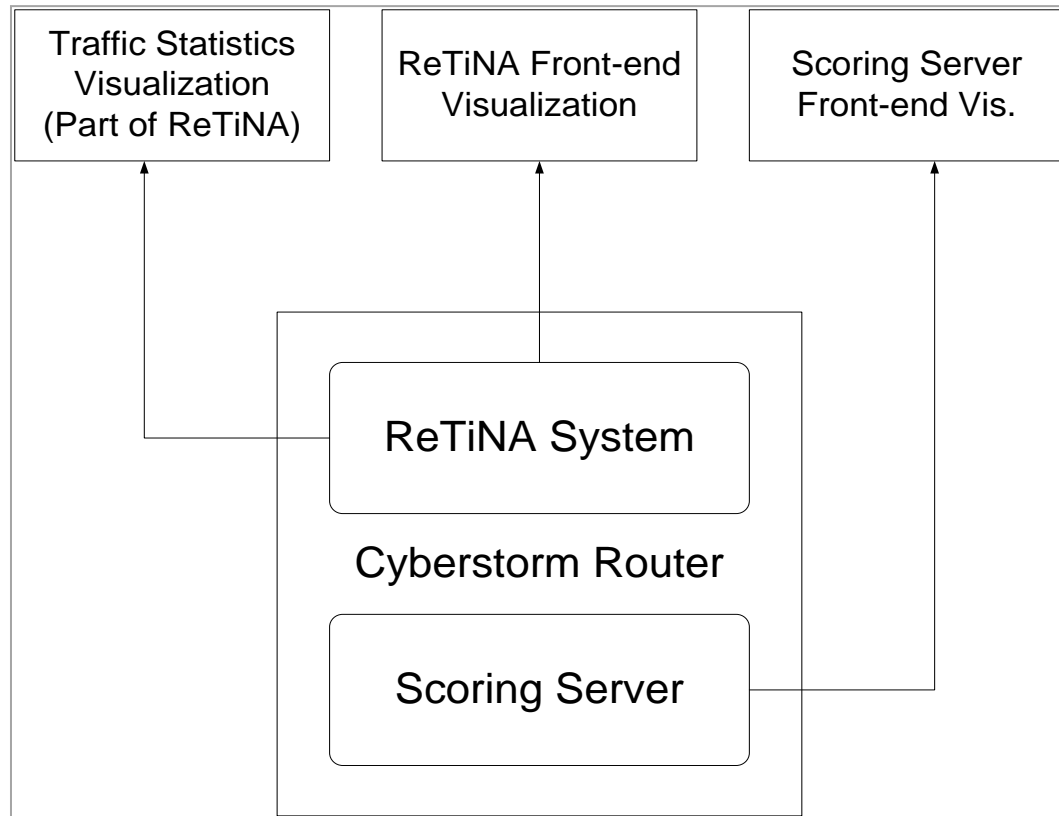 Traffic Statistics
Visualization
(Part of ReTiNA)
ReTiNA Front-end
Visualization
Scoring Server
Front-end Vis.
ReTiNA System
Cyberstorm Router
Scoring Server